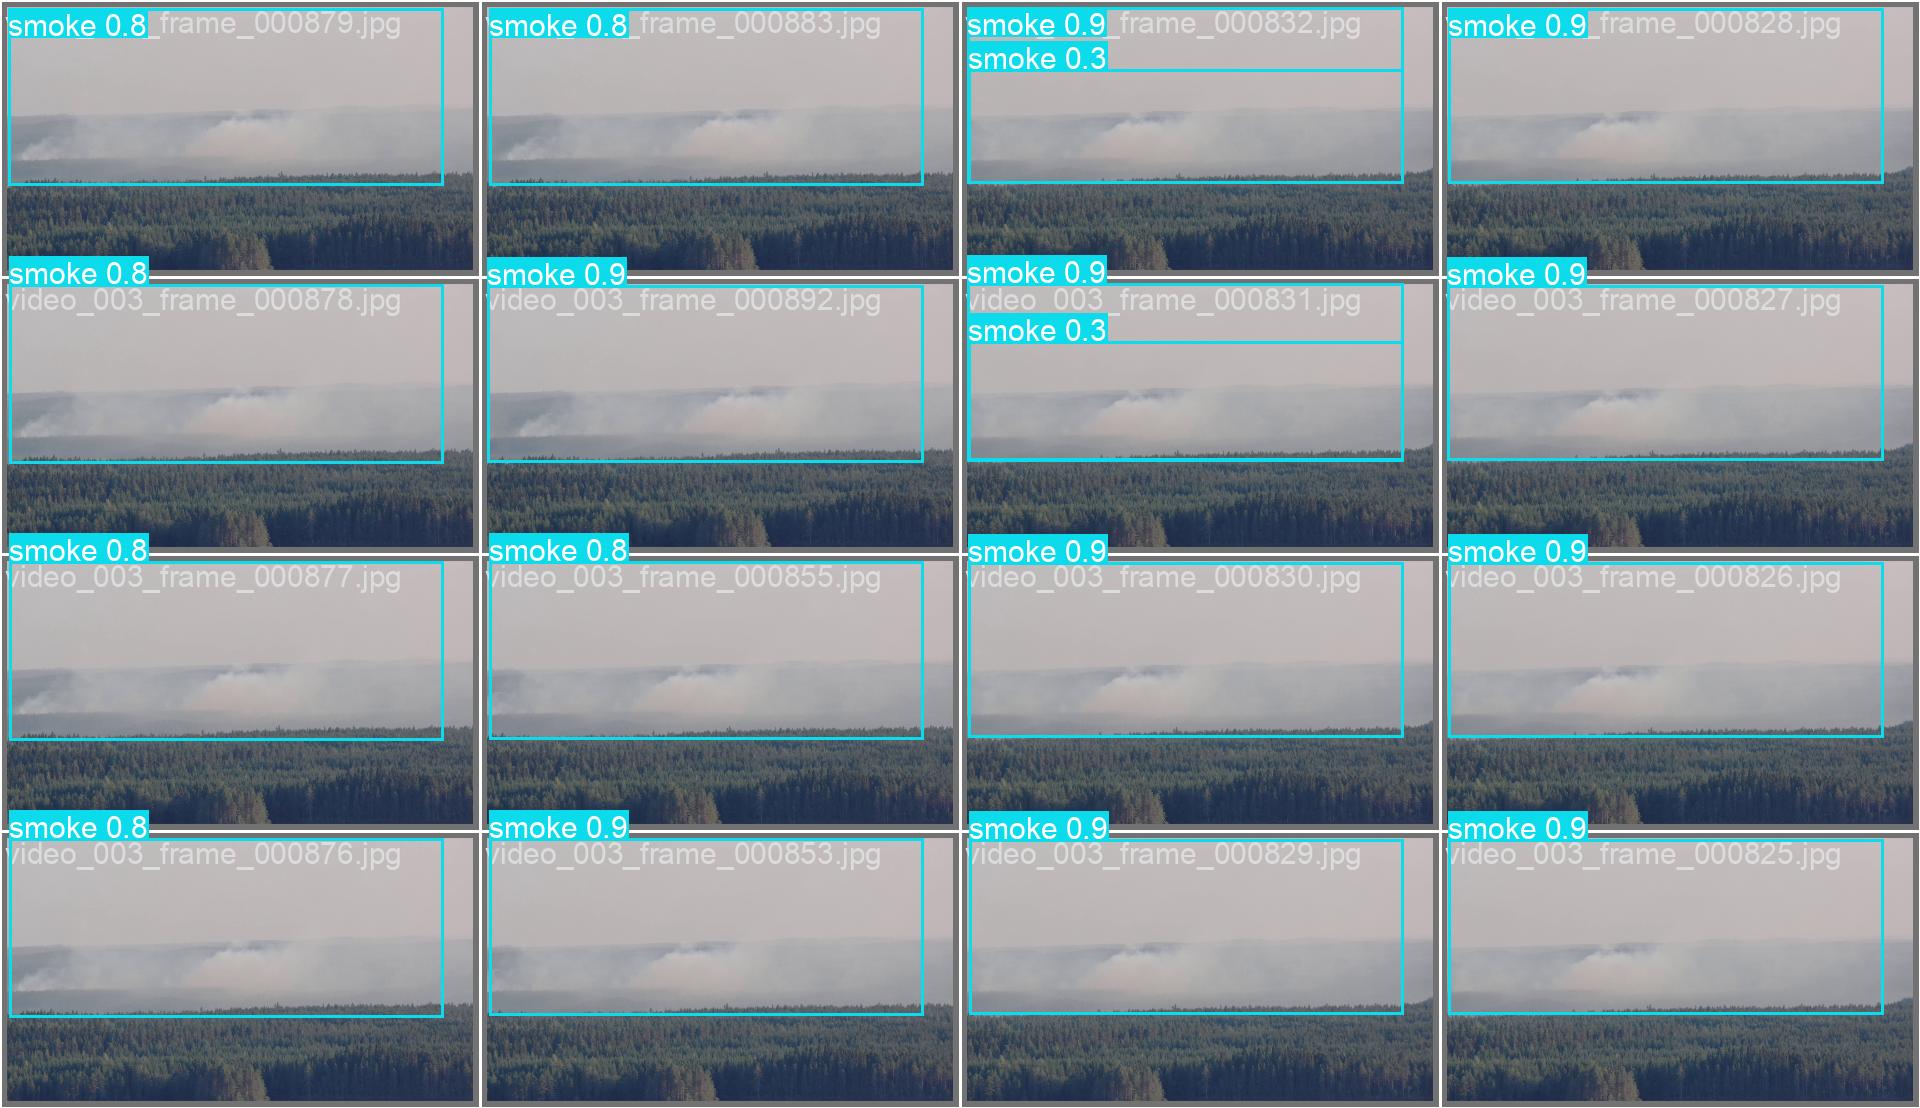 smoke 0.8 _frame_000879.jpg
smoke 0.8 _frame_000883.jpg
smoke 0.9 _frame_000832.jpg
smoke 0.3
smoke 0.9 _frame_000828.jpg
smoke 0.8
video_003_frame_000878.jpg
smoke 0.9
video_003_frame_000892.jpg
smoke 0.9
video_003_frame_000831.jpg
smoke 0.3
smoke 0.9
video_003_frame_000827.jpg
smoke 0.8
video_003_frame_000877.jpg
smoke 0.8
video_003_frame_000855.jpg
smoke 0.9
video_003_frame_000830.jpg
smoke 0.9
video_003_frame_000826.jpg
smoke 0.8
video_003_frame_000876.jpg
smoke 0.9
video_003_frame_000853.jpg
smoke 0.9
video_003_frame_000829.jpg
smoke 0.9
video_003_frame_000825.jpg